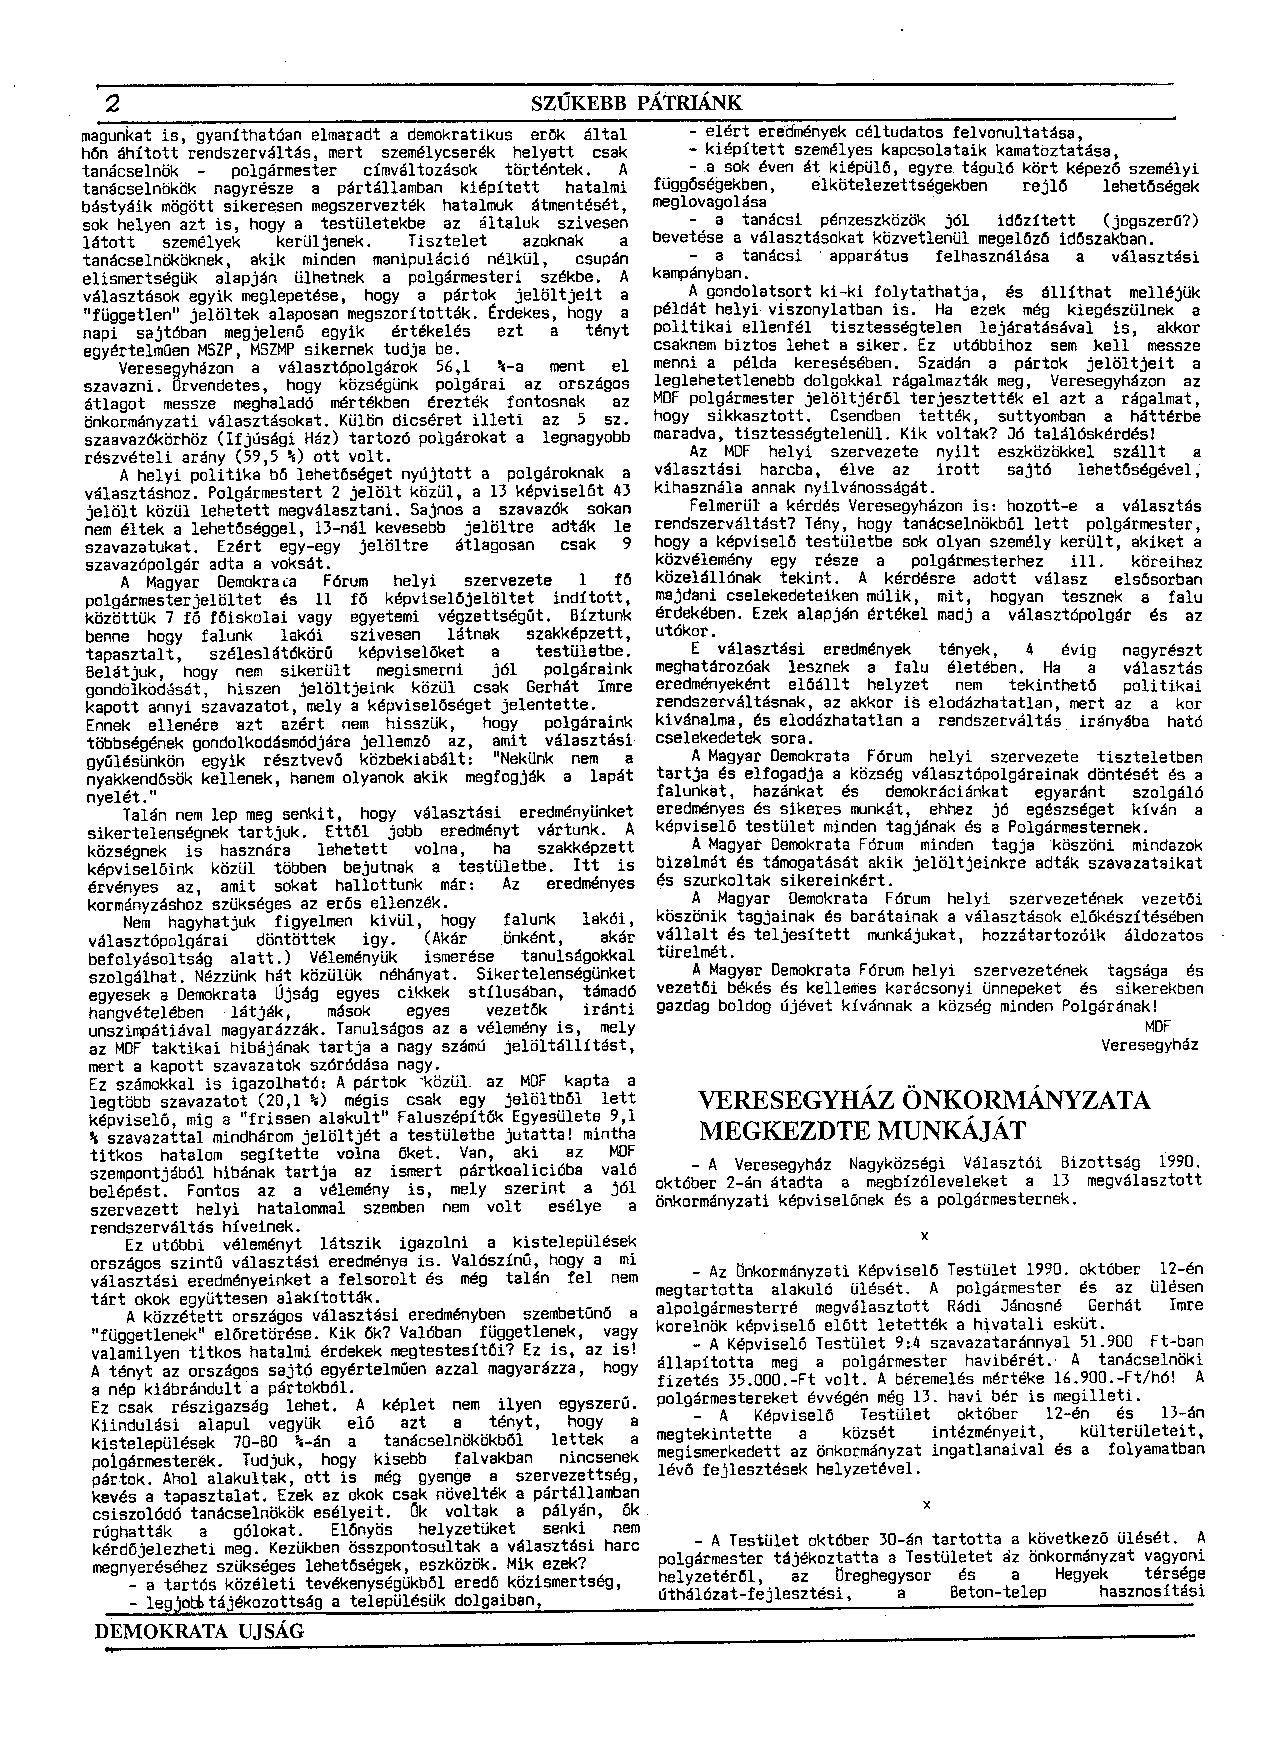 2
SZŰKEBB PÁTRIÁNK
magunkat is, gyaníthatóan elmaradt a demokratikus erők által
hőn áhított rendszerváltás, mert személycserék helyett csak
tanácselnök - polgármester címváltozások történtek. A
tanácselnökök nagyrésze a pártállamban kiépített hatalmi
bástyáik mögött sikeresen megszervezték hatalmuk átmentését,
sok helyen azt is, hogy a testületekbe az általuk szivesen
látott személyek kerüljenek. Tisztelet azoknak a
tanácselnököknek, akik minden manipuláció nélkül, csupán
elismertségük alapján ülhetnek a polgármesteri székbe. A
választások egyik meglepetése, hogy a pártok jelöltjeit a
"független" jelöltek alaposan megszorították. Érdekes, hogy a
napi sajtóban megjelenő egyik értékelés ezt a tényt
egyértelműen MSZP, MSZMP sikernek tudja be.
Veresegyházon a választópolgárok 56,1 %-a ment el
szavazni. Örvendetes, hogy községünk polgárai az országos
átlagot messze meghaladó mértékben érezték fontosnak az
önkormányzati választásokat. Külön dicséret illeti az 5 sz.
szaavazókörhöz (Ifjúsági Ház) tartozó polgárokat a legnagyobb
részvételi arány (59,5 %) ott volt.
A helyi politika bő lehetőséget nyújtott a polgároknak a
választáshoz. Polgármestert 2 jelölt közül, a 13 képviselőt 43
jelölt közül lehetett megválasztani. Sajnos a szavazók sokan
nem éltek a lehetőséggel, 13-nál kevesebb jelöltre adták le
szavazatukat. Ezért egy-egy jelöltre átlagosan csak 9
szavazópolgár adta a voksát.
A Magyar Demokrata Fórum helyi szervezete 1 fő
polgármesterjelöltet és 11 fő képviselőjelöltet indított,
közöttük 7 fő főiskolai vagy egyetemi végzettségűt. Bíztunk
benne hogy falunk lakói szivesen látnak szakképzett,
tapasztalt, széleslátókörű képviselőket a testületbe.
Belátjuk, hogy nem sikerült megismerni jól polgáraink
gondolkodását, hiszen jelöltjeink közül csak Gerhát Imre
kapott annyi szavazatot, mely a képviselőséget jelentette.
Ennek ellenére azt azért nem hisszük, hogy polgáraink
többségének gondolkodásmódjára jellemző az, amit választási
gyűlésünkön egyik résztvevő közbekiabált: "Nekünk nem a
nyakkendősök kellenek, hanem olyanok akik megfogják a lapát
nyelét."
Talán nem lep meg senkit, hogy választási eredményünket
sikertelenségnek tartjuk. Ettől jobb eredményt vártunk. A
községnek is hasznára lehetett volna, ha szakképzett
képviselőink közül többen bejutnak a testületbe. Itt is
érvényes az, amit sokat hallottunk már: Az eredményes
kormányzáshoz szükséges az erős ellenzék.
Nem hagyhatjuk figyelmen kivül, hogy falunk lakói,
választópolgárai döntöttek igy. (Akár önként, akár
befolyásoltság alatt.) Véleményük ismerése tanulságokkal
szolgálhat. Nézzünk hát közülük néhányat. Sikertelenségünket
egyesek a Demokrata Újság egyes cikkek stílusában, támadó
hangvételében látják, mások egyes vezetők iránti
unszimpátiával magyarázzák. Tanulságos az a vélemény is, mely
az MDF taktikai hibájának tartja a nagy számú jelöltállítást,
mert a kapott szavazatok szóródása nagy.
Ez számokkal is igazolható: A pártok közül az MDF kapta a
legtöbb szavazatot (20,1 %) mégis csak egy jelöltből lett
képviselő, mig a "frissen alakult" Faluszépítők Egyesülete 9,1
% szavazattal mindhárom jelöltjét a testületbe jutatta! mintha
titkos hatalom segítette volna őket. Van, aki az MDF
szempontjából hibának tartja az ismert pártkoalicióba való
belépést. Fontos az a vélemény is, mely szerint a jól
szervezett helyi hatalommal szemben nem volt esélye a
rendszerváltás híveinek.
Ez utóbbi véleményt látszik igazolni a kistelepülések
országos szintű választási eredménye is. Valószínű, hogy a mi
választási eredményeinket a felsorolt és még talán fel nem
tárt okok együttesen alakították.
A közzétett országos választási eredményben szembetűnő a
"függetlenek" előretörése. Kik ők? Valóban függetlenek, vagy
valamilyen titkos hatalmi érdekek megtestesítői? Ez is, az is!
A tényt az országos sajtó egyértelműen azzal magyarázza, hogy
a nép kiábrándult a pártokból.
Ez csak részigazság lehet. A képlet nem ilyen egyszerű.
Kiindulási alapul vegyük elő azt a tényt, hogy a
kistelepülések 70-80 %-án a tanácselnökökből lettek a
polgármesterék. Tudjuk, hogy kisebb falvakban nincsenek
pártok. Ahol alakultak, ott is még gyenge a szervezettség,
kevés a tapasztalat. Ezek az okok csak növelték a pártállamban
csiszolódó tanácselnökök esélyeit. Ők voltak a pályán, ők
rúghatták a gólokat. Előnyös helyzetüket senki nem
kérdőjelezheti meg. Kezükben összpontosultak a választási harc
megnyeréséhez szükséges lehetőségek, eszközök. Mik ezek?
- a tartós közéleti tevékenységükből eredő közismertség,
- legjobb tájékozottság a településük dolgaiban,
- elért eredmények céltudatos felvonultatása,
- kiépített személyes kapcsolataik kamatoztatása,
- a sok éven át kiépülő, egyre táguló kört képező személyi
függőségekben, elkötelezettségekben rejlő lehetőségek
meglovagolása
- a tanácsi pénzeszközök jól időzített (jogszerű?)
bevetése a választásokat közvetlenül megelőző időszakban.
- a tanácsi apparátus felhasználása a választási
kampányban.
A gondolatsort ki-ki folytathatja, és állíthat melléjük
példát helyi viszonylatban is. Ha ezek még kiegészülnek a
politikai ellenfél tisztességtelen lejáratásával is, akkor
csaknem biztos lehet a siker. Ez utóbbihoz sem kell messze
menni a példa keresésében. Szadán a pártok jelöltjeit a
leglehetetlenebb dolgokkal rágalmazták meg, Veresegyházon az
MDF polgármester jelöltjéről terjesztették el azt a rágalmat,
hogy sikkasztott. Csendben tették, suttyomban a háttérbe
maradva, tisztességtelenül. Kik voltak? Jó találóskérdés!
Az MDF helyi szervezete nyilt eszközökkel szállt a
választási harcba, élve az irott sajtó lehetőségével,
kihasznála annak nyilvánosságát.
Felmerül a kérdés Veresegyházon is: hozott-e a választás
rendszerváltást? Tény, hogy tanácselnökből lett polgármester,
hogy a képviselő testületbe sok olyan személy került, akiket a
közvélemény egy része a polgármesterhez ill. köreihez
közelállónak tekint. A kérdésre adott válasz elsősorban
majdani cselekedeteiken múlik, mit, hogyan tesznek a falu
érdekében. Ezek alapján értékel madj a választópolgár és az
utókor.
E választási eredmények tények, 4 évig nagyrészt
meghatározóak lesznek a falu életében. Ha a választás
eredményeként előállt helyzet nem tekinthető politikai
rendszerváltásnak, az akkor is elodázhatatlan, mert az a kor
kivánalma, és elodázhatatlan a rendszerváltás irányába ható
cselekedetek sora.
A Magyar Demokrata Fórum helyi szervezete tiszteletben
tartja és elfogadja a község választópolgárainak döntését és a
falunkat, hazánkat és demokráciánkat egyaránt szolgáló
eredményes és sikeres munkát, ehhez jó egészséget kíván a
képviselő testület minden tagjának és a Polgármesternek.
A Magyar Demokrata Fórum minden tagja köszöni mindazok
bizalmát és támogatását akik jelöltjeinkre adták szavazataikat
és szurkoltak sikereinkért.
A Magyar Demokrata Fórum helyi szervezetének vezetői
köszönik tagjainak és barátainak a választások előkészítésében
vállalt és teljesített munkájukat, hozzátartozóik áldozatos
türelmét.
A Magyar Demokrata Fórum helyi szervezetének tagsága és
vezetői békés és kellemes karácsonyi ünnepeket és sikerekben
gazdag boldog újévet kívánnak a község minden Polgárának!
MDF
Veresegyház
VERESEGYHÁZ ÖNKORMÁNYZATA
MEGKEZDTE MUNKÁJÁT
- A Veresegyház Nagyközségi Választói Bizottság 1990.
október 2-án átadta a megbízóleveleket a 13 megválasztott
önkormányzati képviselőnek és a polgármesternek.
x
- Az Önkormányzati Képviselő Testület 1990. október 12-én
megtartotta alakuló ülését. A polgármester és az ülésen
alpolgármesterré megválasztott Rádi Jánosné Gerhát Imre
korelnök képviselő előtt letették a hivatali esküt.
- A Képviselő Testület 9:4 szavazataránnyal 51.900 Ft-ban
állapította meg a polgármester havibérét. A tanácselnöki
fizetés 35.000.-Ft volt. A béremelés mértéke 16.900.-Ft/hó! A
polgármestereket évvégén még 13. havi bér is megilleti.
- A Képviselő Testület október 12-én és 13-án
megtekintette a közsét intézményeit, külterületeit,
megismerkedett az önkormányzat ingatlanaival és a folyamatban
lévő fejlesztések helyzetével.
x
- A Testület október 30-án tartotta a következő ülését. A
polgármester tájékoztatta a Testületet az önkormányzat vagyoni
helyzetéről, az Öreghegysor és a Hegyek térsége
úthálózat-fejlesztési, a Beton-telep hasznosítási
DEMOKRATA UJSÁG